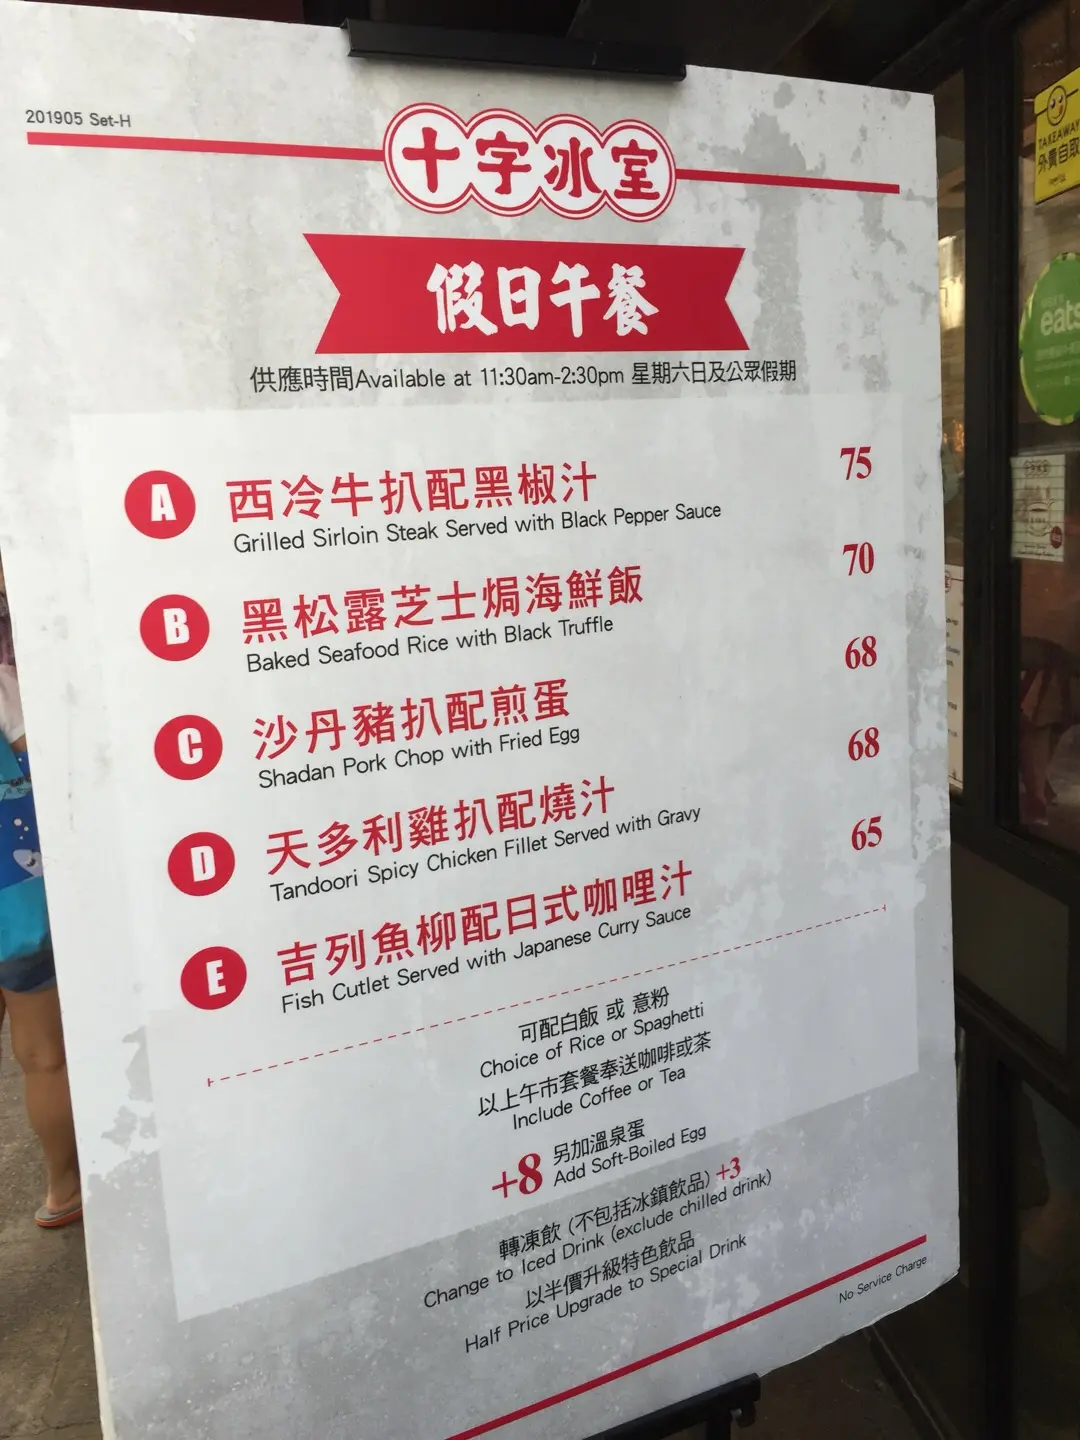 201905 Set-H
十字冰室
假日午餐
供應時間Available at 11:30am-2:30pm 星期六日及公眾假期
A 西冷牛扒配黑椒汁 75
Grilled Sirloin Steak Served with Black Pepper Sauce
B 黑松露芝士焗海鮮飯 70
Baked Seafood Rice with Black Truffle
C 沙丹豬扒配煎蛋 68
Shadan Pork Chop with Fried Egg
D 天多利雞扒配燒汁 68
Tandoori Spicy Chicken Fillet Served with Gravy
E 吉列魚柳配日式咖哩汁 65
Fish Cutlet Served with Japanese Curry Sauce
可配白飯 或 意粉
Choice of Rice or Spaghetti
以上午市套餐奉送咖啡或茶
Include Coffee or Tea
+8 另加溫泉蛋
Add Soft-Boiled Egg
轉凍飲 (不包括冰鎮飲品) +3
Change to Iced Drink (exclude chilled drink)
以半價升級特色飲品
Half Price Upgrade to Special Drink
No Service Charge
TAKEAWAY
外賣自取
eats
十字冰室